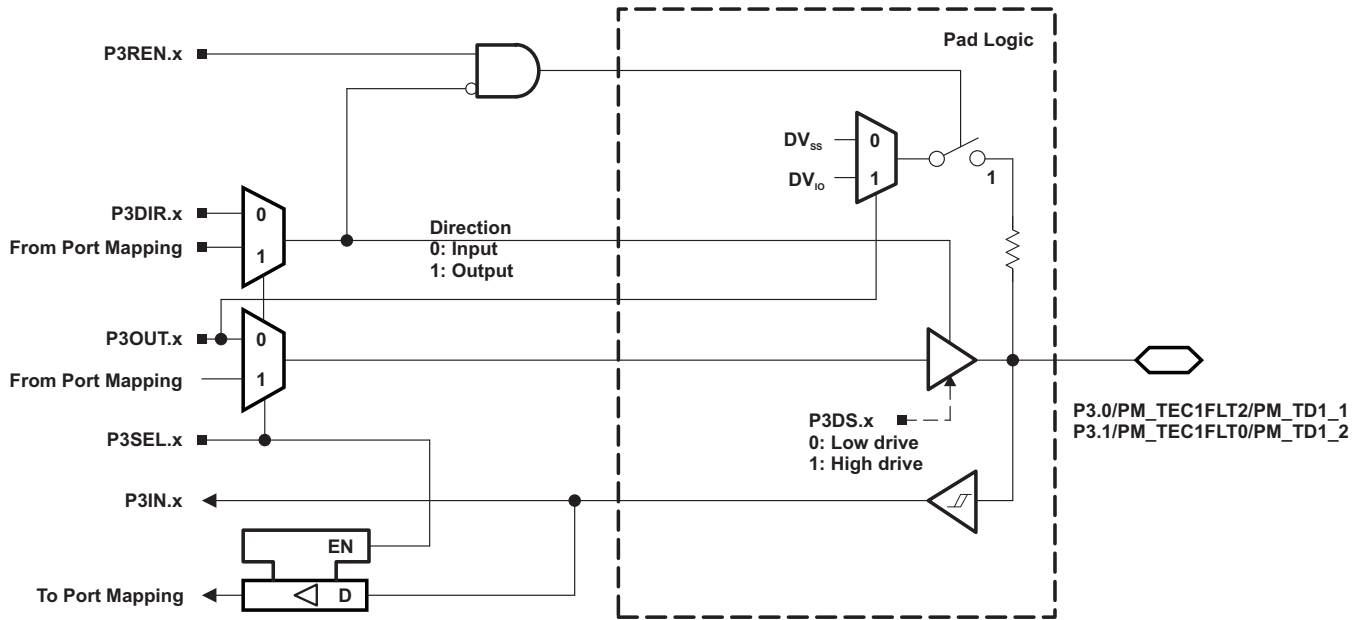 Pad Logic
P3REN.x
DVSS
0
DVIO
1
1
P3DIR.x
0
From Port Mapping
1
Direction
0: Input
1: Output
P3OUT.x
0
From Port Mapping
1
P3SEL.x
P3DS.x
0: Low drive
1: High drive
P3.0/PM_TEC1FLT2/PM_TD1_1
P3.1/PM_TEC1FLT0/PM_TD1_2
P3IN.x
EN
To Port Mapping
D